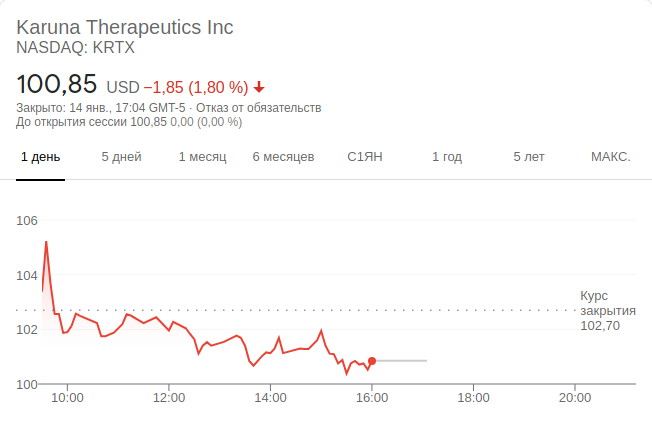 Karuna Therapeutics Inc
NASDAQ: KRTX
100,85 USD −1,85 (1,80 %)
Закрыто: 14 янв., 17:04 GMT-5 · Отказ от обязательств
До открытия сессии 100,85 0,00 (0,00 %)
1 день 5 дней 1 месяц 6 месяцев С1ЯН 1 год 5 лет МАКС.
106
104
Курс
закрытия
102,70
102
100
10:00 12:00 14:00 16:00 18:00 20:00